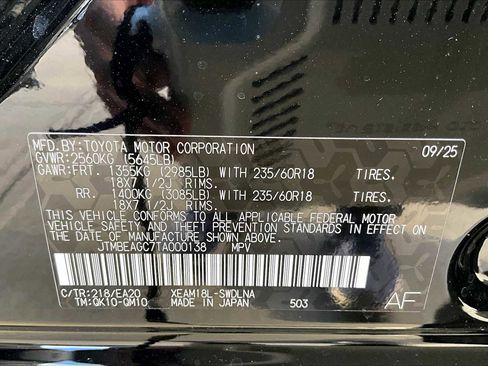 MFD.BY:TOYOTA MOTOR CORPORATION 09/25
GVWR:2560KG (5645LB)
GAWR:FRT. 1355KG (2985LB) WITH 235/60R18 TIRES.
18X7 1/2J RIMS.
RR. 1400KG (3085LB) WITH 235/60R18 TIRES.
18X7 1/2J RIMS.
THIS VEHICLE CONFORMS TO ALL APPLICABLE FEDERAL MOTOR
VEHICLE SAFETY AND THEFT PREVENTION STANDARDS IN EFFECT ON
THE DATE OF MANUFACTURE SHOWN ABOVE.
JTMBEAGC7TA000138 MPV
C/TR:218/EA20 XEAM18L-SWDLNA
TM:QK10-QM10 MADE IN JAPAN 503 AF